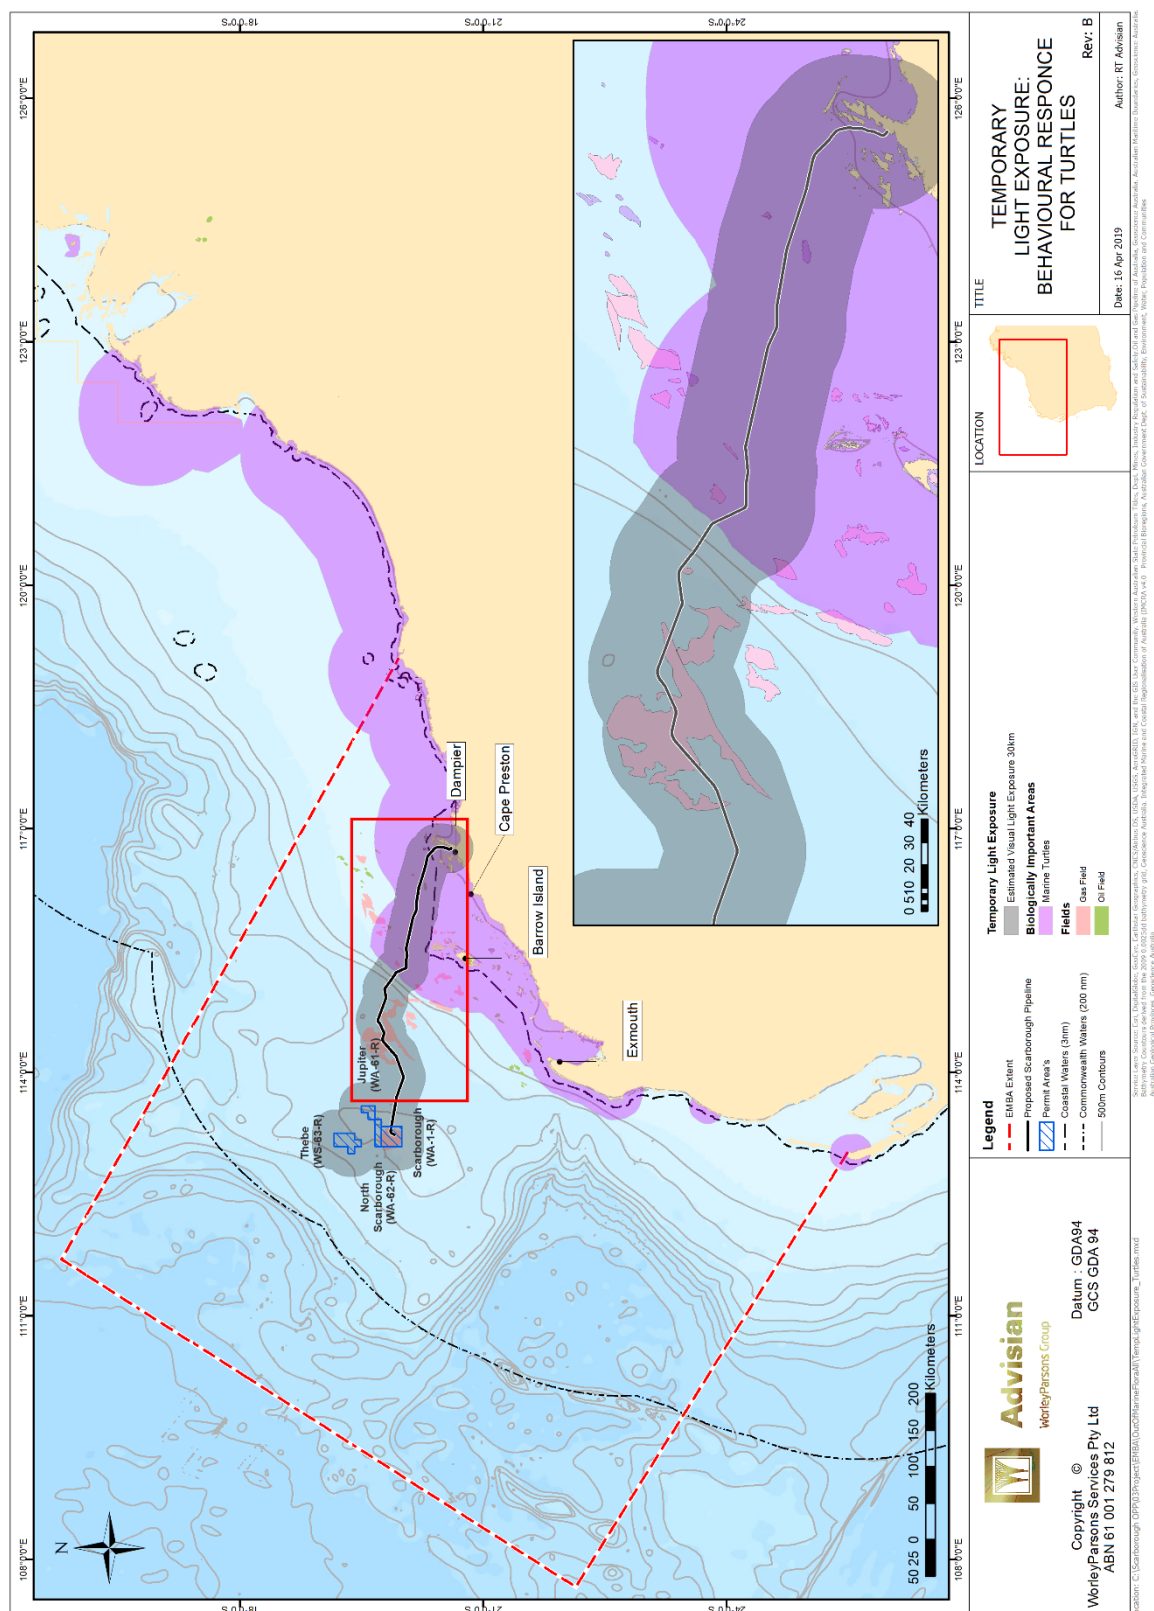 TEMPORARY
LIGHT EXPOSURE:
BEHAVIOURAL RESPONCE
FOR TURTLES
TITLE
Rev: B
Date: 16 Apr 2019
Author: RT Advisian
LOCATION
18°0'0"S
21°0'0"S
24°0'0"S
108°0'0"E
111°0'0"E
114°0'0"E
117°0'0"E
120°0'0"E
123°0'0"E
126°0'0"E
N
Thebe
(WS-63-R)
Jupiter
(WA-61-R)
North
Scarborough
(WA-62-R)
Scarborough
(WA-1-R)
Exmouth
Barrow Island
Cape Preston
Dampier
50 25 0 50 100 150 200
Kilometers
0 5 10 20 30 40
Kilometers
Legend
EMBA Extent
Proposed Scarborough Pipeline
Permit Area's
Coastal Waters (3nm)
Commonwealth Waters (200 nm)
500m Contours
Temporary Light Exposure
Estimated Visual Light Exposure 30km
Biologically Important Areas
Marine Turtles
Fields
Gas Field
Oil Field
Advisian
WorleyParsons Group
Copyright ©
WorleyParsons Services Pty Ltd
ABN 61 001 279 812
Datum : GDA94
GCS GDA 94